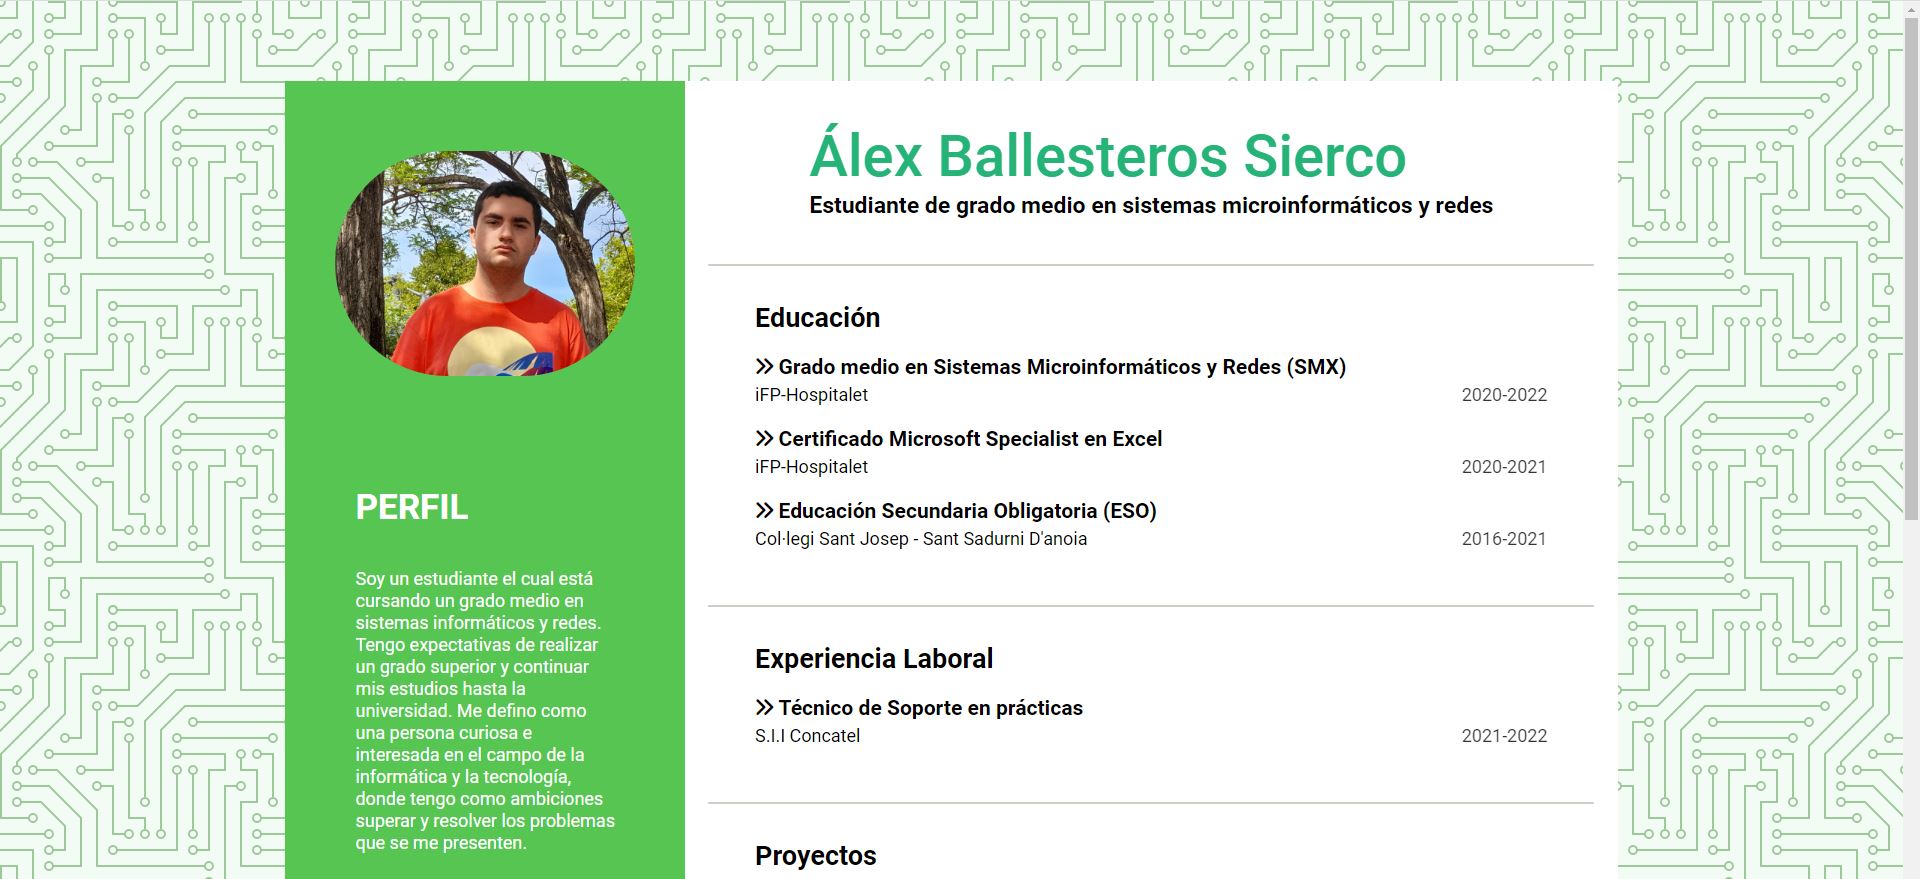 Álex Ballesteros Sierco
Estudiante de grado medio en sistemas microinformáticos y redes
PERFIL
Soy un estudiante el cual está
cursando un grado medio en
sistemas informáticos y redes.
Tengo expectativas de realizar
un grado superior y continuar
mis estudios hasta la
universidad. Me defino como
una persona curiosa e
interesada en el campo de la
informática y la tecnología,
donde tengo como ambiciones
superar y resolver los problemas
que se me presenten.
Educación
Grado medio en Sistemas Microinformáticos y Redes (SMX)
iFP-Hospitalet 2020-2022
Certificado Microsoft Specialist en Excel
iFP-Hospitalet 2020-2021
Educación Secundaria Obligatoria (ESO)
Col·legi Sant Josep - Sant Sadurni D'anoia 2016-2021
Experiencia Laboral
Técnico de Soporte en prácticas
S.I.I Concatel 2021-2022
Proyectos